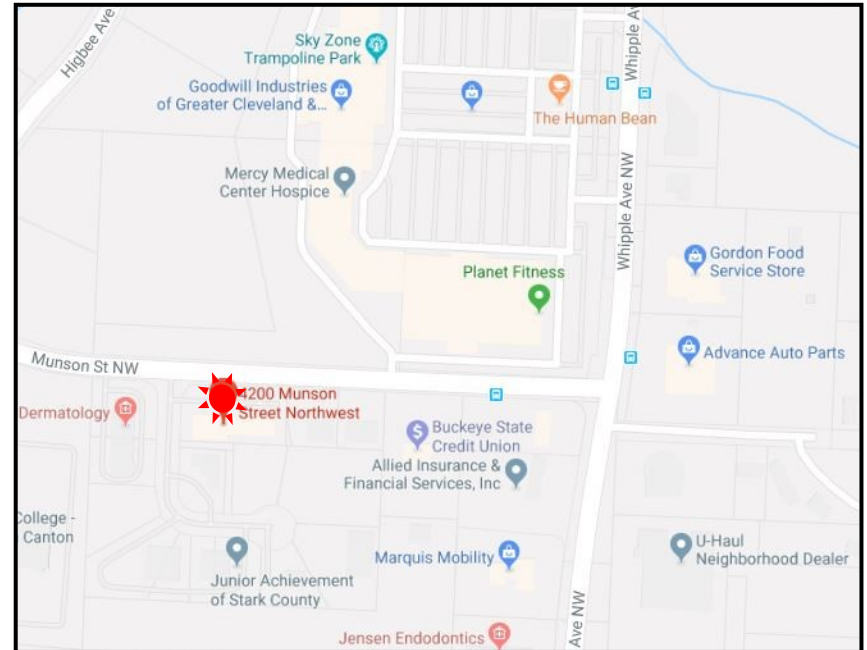 Higbee Ave
Sky Zone
Trampoline Park
Goodwill Industries
of Greater Cleveland &...
The Human Bean
Whipple Av
Mercy Medical
Center Hospice
Whipple Ave NW
Gordon Food
Service Store
Planet Fitness
Advance Auto Parts
Munson St NW
4200 Munson
Street Northwest
Dermatology
Buckeye State
Credit Union
Allied Insurance &
Financial Services, Inc
College -
Canton
U-Haul
Neighborhood Dealer
Marquis Mobility
Junior Achievement
of Stark County
Ave NW
Jensen Endodontics